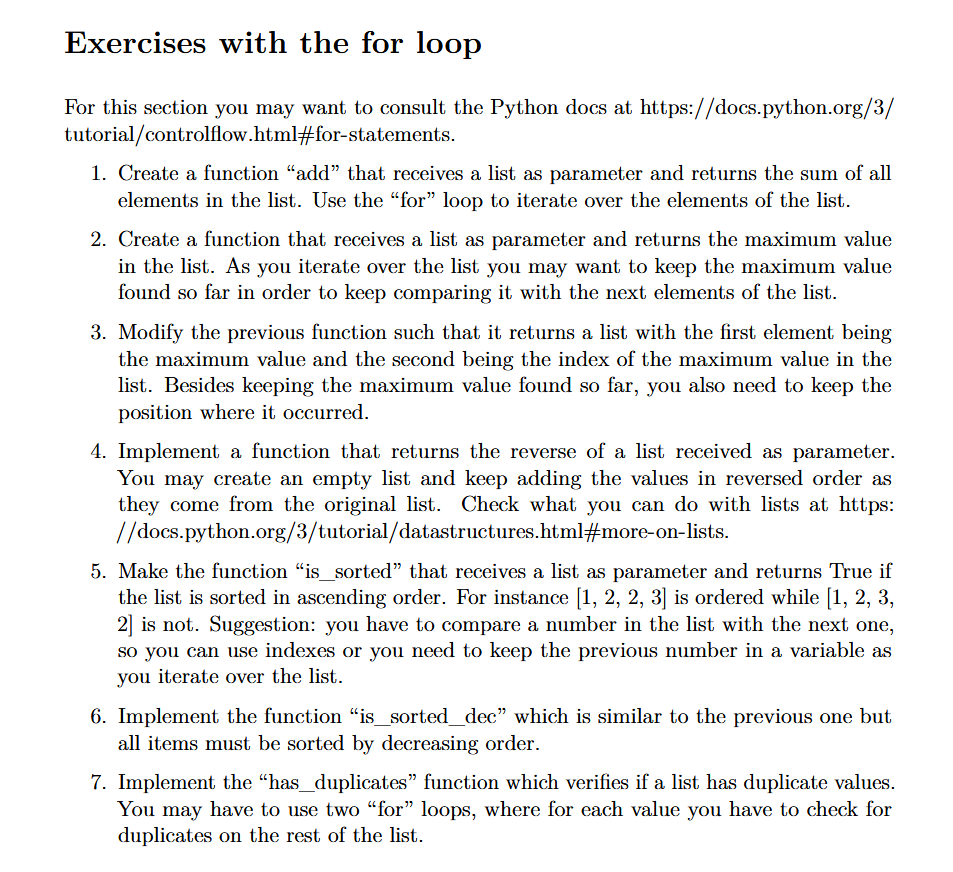 Exercises with the for loop
For this section you may want to consult the Python docs at https://docs.python.org/3/
tutorial/controlflow.html#for-statements.
1. Create a function “add” that receives a list as parameter and returns the sum of all
elements in the list. Use the “for” loop to iterate over the elements of the list.
2. Create a function that receives a list as parameter and returns the maximum value
in the list. As you iterate over the list you may want to keep the maximum value
found so far in order to keep comparing it with the next elements of the list.
3. Modify the previous function such that it returns a list with the first element being
the maximum value and the second being the index of the maximum value in the
list. Besides keeping the maximum value found so far, you also need to keep the
position where it occurred.
4. Implement a function that returns the reverse of a list received as parameter.
You may create an empty list and keep adding the values in reversed order as
they come from the original list. Check what you can do with lists at https:
//docs.python.org/3/tutorial/datastructures.html#more-on-lists.
5. Make the function “is_sorted” that receives a list as parameter and returns True if
the list is sorted in ascending order. For instance [1, 2, 2, 3] is ordered while [1, 2, 3,
2] is not. Suggestion: you have to compare a number in the list with the next one,
so you can use indexes or you need to keep the previous number in a variable as
you iterate over the list.
6. Implement the function “is_sorted_dec” which is similar to the previous one but
all items must be sorted by decreasing order.
7. Implement the “has_duplicates” function which verifies if a list has duplicate values.
You may have to use two “for” loops, where for each value you have to check for
duplicates on the rest of the list.